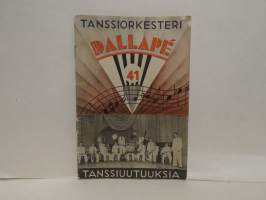 TANSSIORKESTERI
DALLAPÉ
41
TANSSIUUTUUKSIA